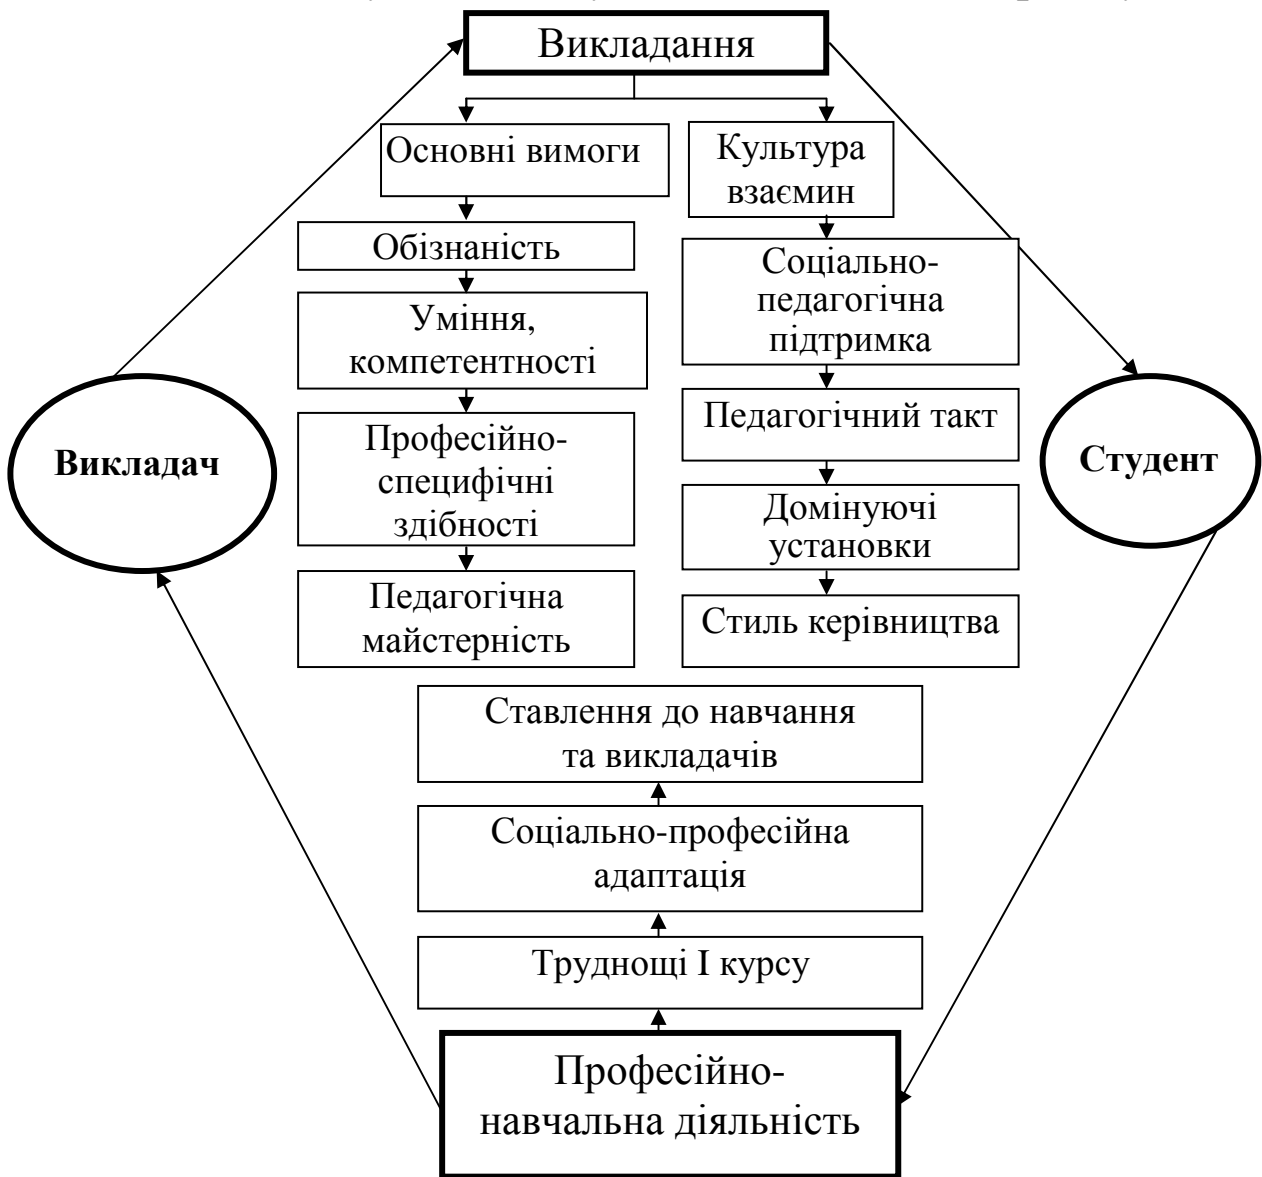 Викладання
Основні вимоги
Культура
взаємин
Обізнаність
Соціально-
педагогічна
підтримка
Уміння,
компетентності
Педагогічний такт
Професійно-
специфічні
здібності
Викладач
Студент
Домінуючі
установки
Педагогічна
майстерність
Стиль керівництва
Ставлення до навчання
та викладачів
Соціально-професійна
адаптація
Труднощі І курсу
Професійно-
навчальна діяльність